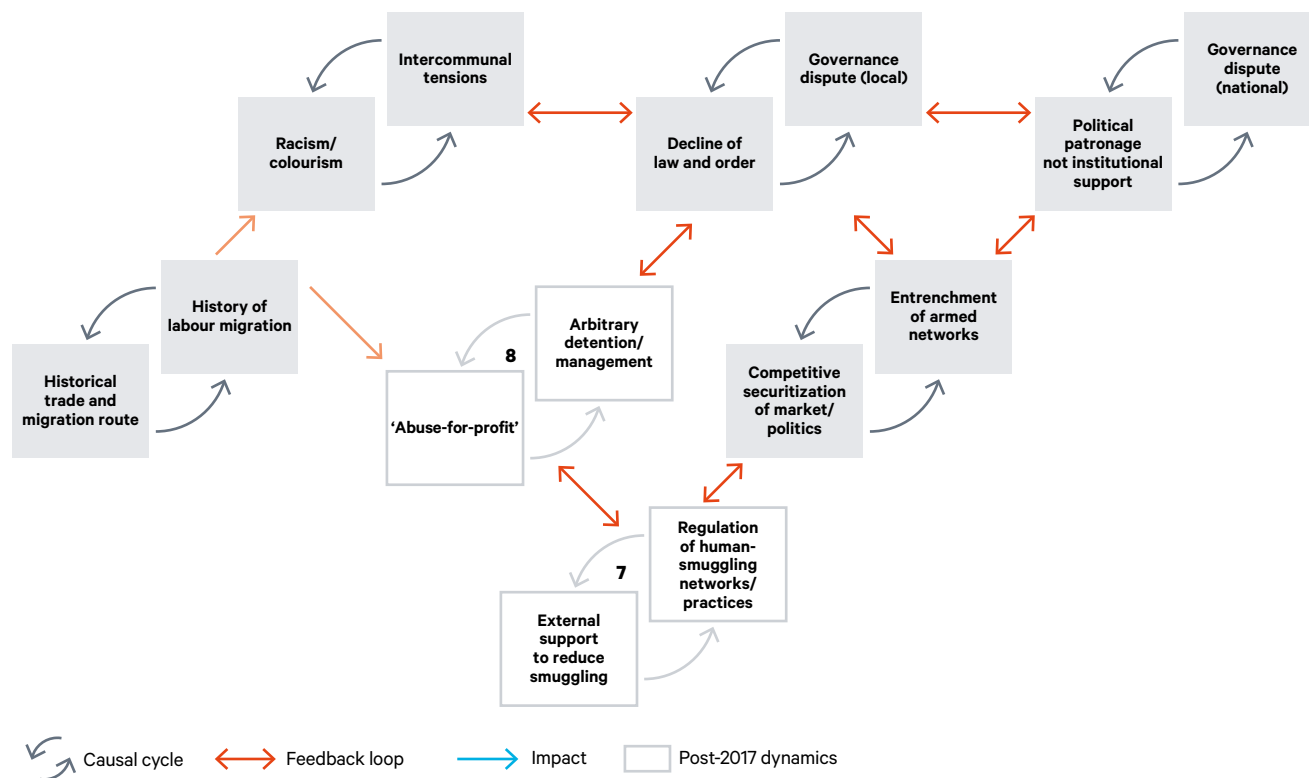 Intercommunal
tensions
Governance
dispute (local)
Governance
dispute
(national)
Racism/
colourism
Decline of
law and order
Political
patronage
not institutional
support
History of
labour migration
Arbitrary
detention/
management
Entrenchment
of armed
networks
Historical
trade and
migration route
8
'Abuse-for-profit'
Competitive
securitization
of market/
politics
Regulation
of human-
smuggling
networks/
practices
7
External
support
to reduce
smuggling
Causal cycle
Feedback loop
Impact
Post-2017 dynamics